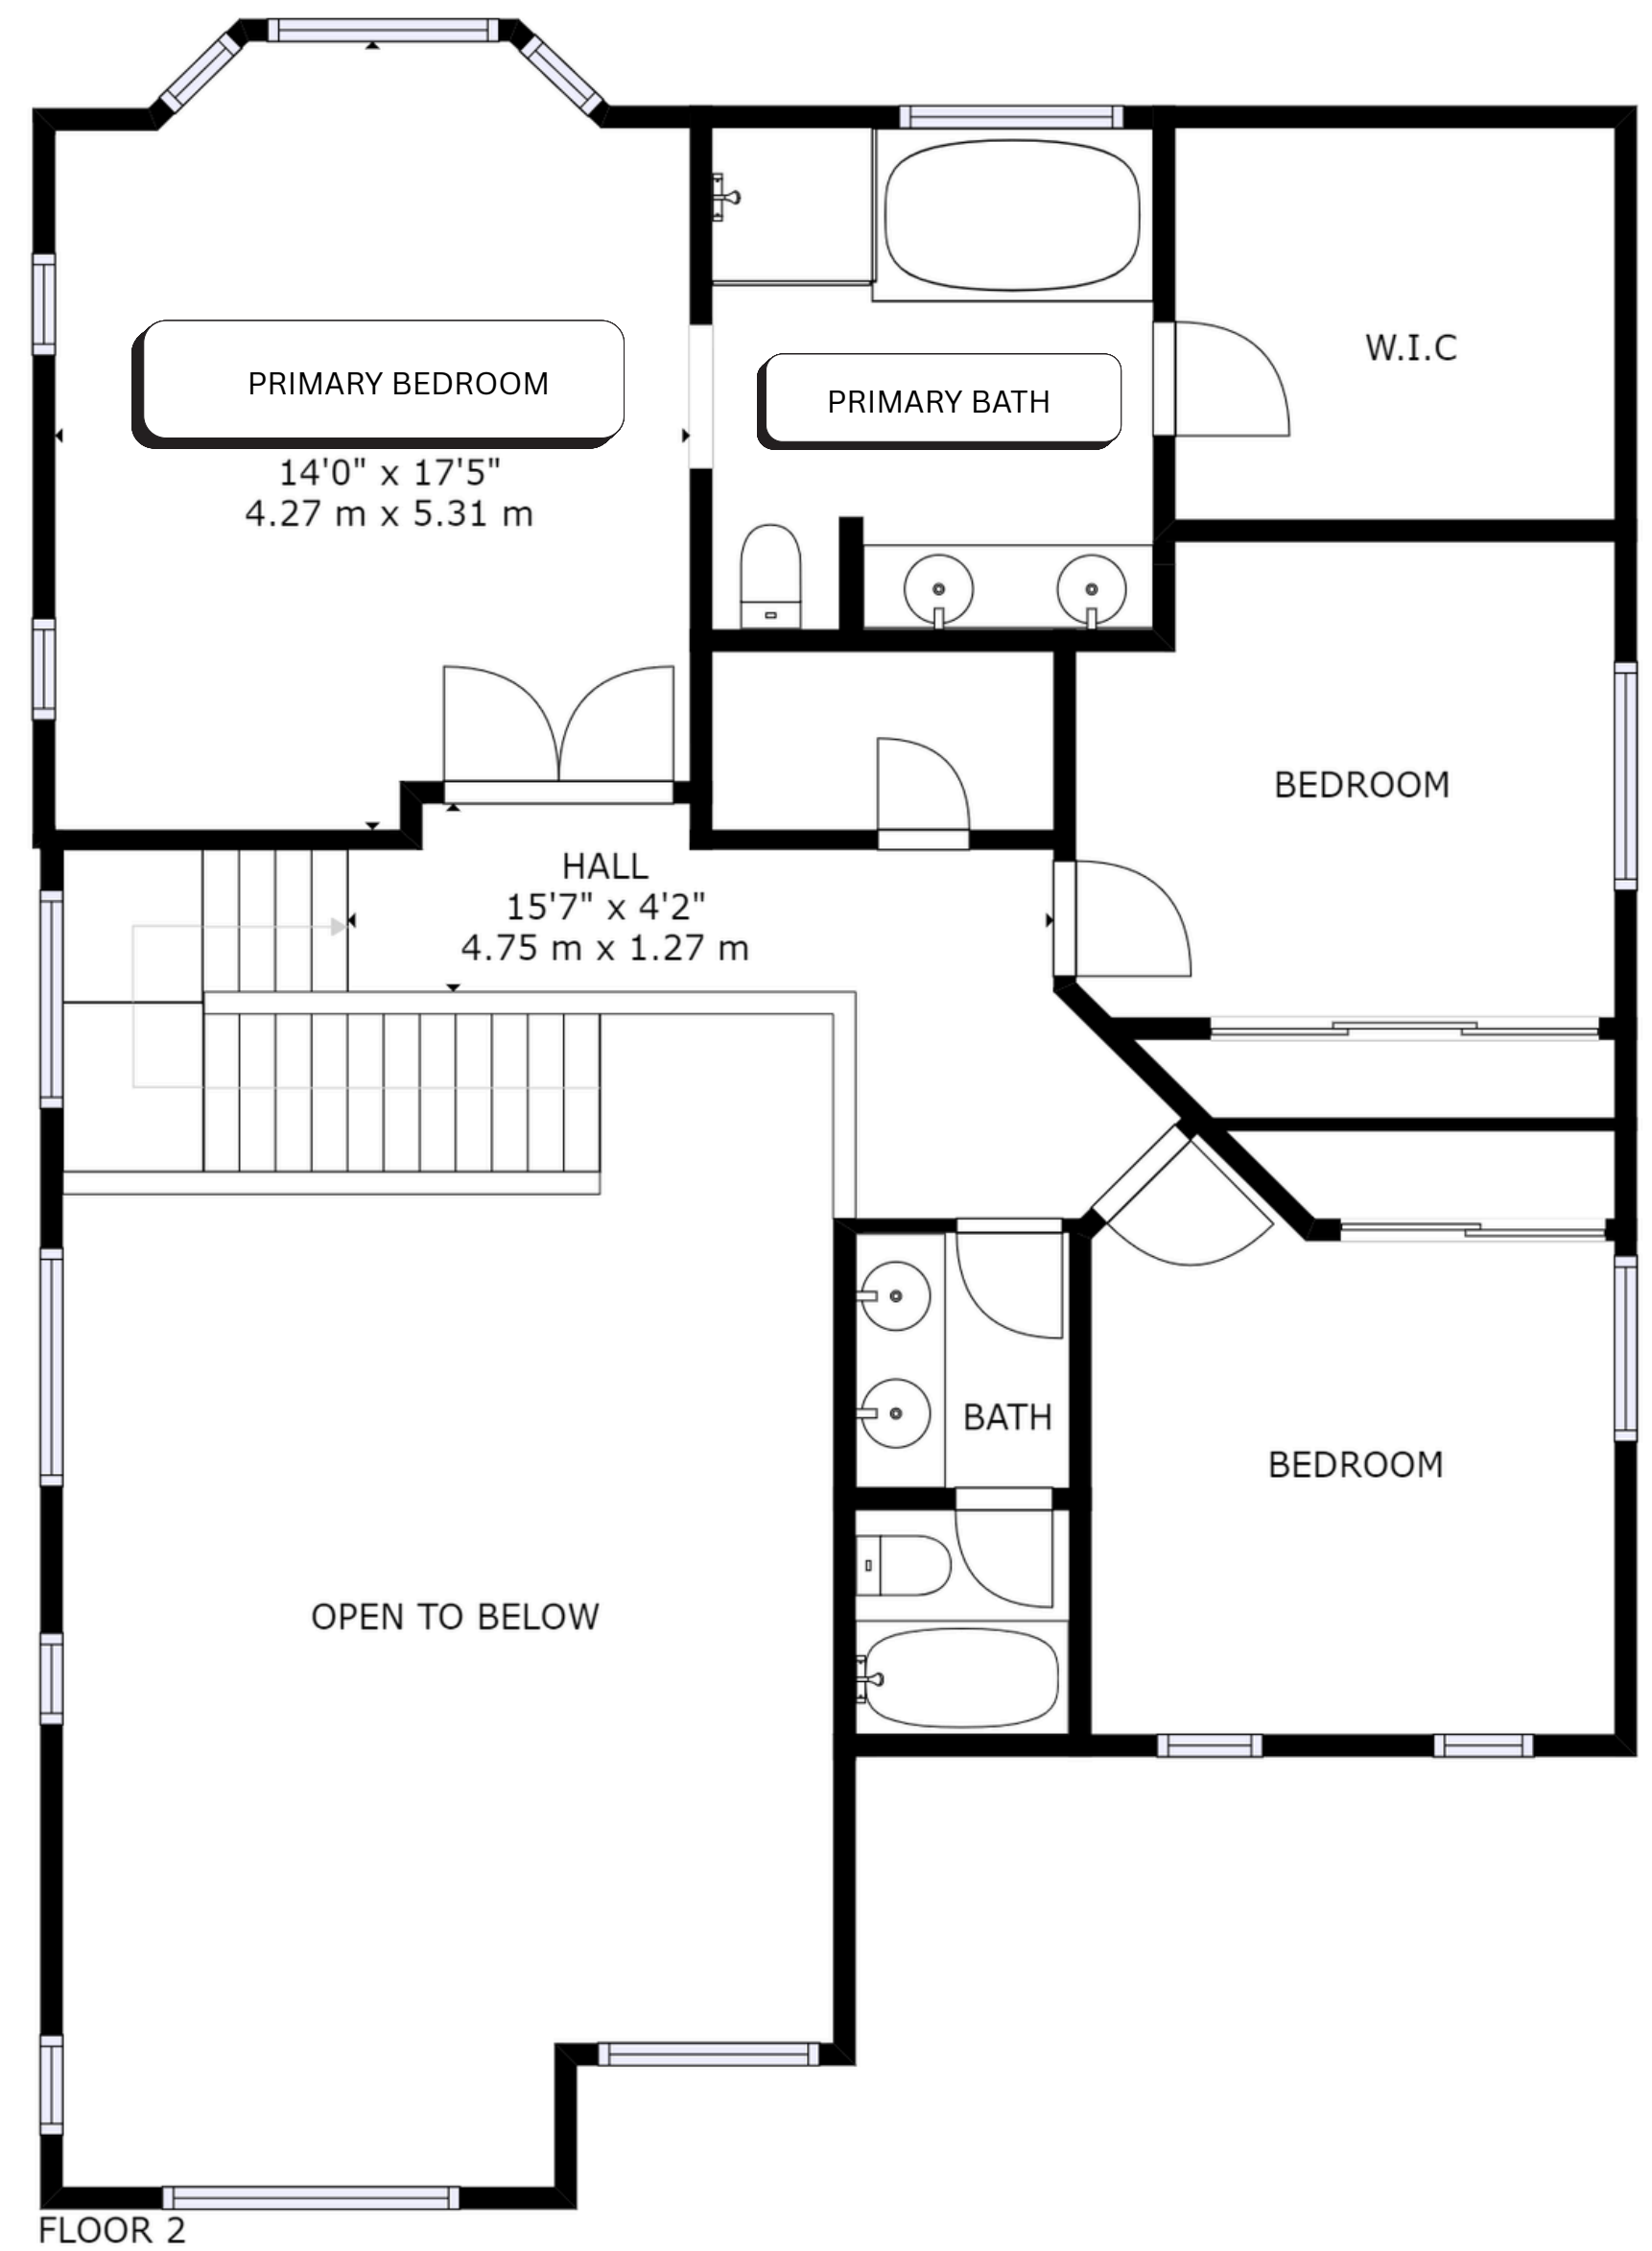 PRIMARY BEDROOM
14'0" x 17'5"
4.27 m x 5.31 m
PRIMARY BATH
W.I.C
BEDROOM
HALL
15'7" x 4'2"
4.75 m x 1.27 m
BATH
BEDROOM
OPEN TO BELOW
FLOOR 2